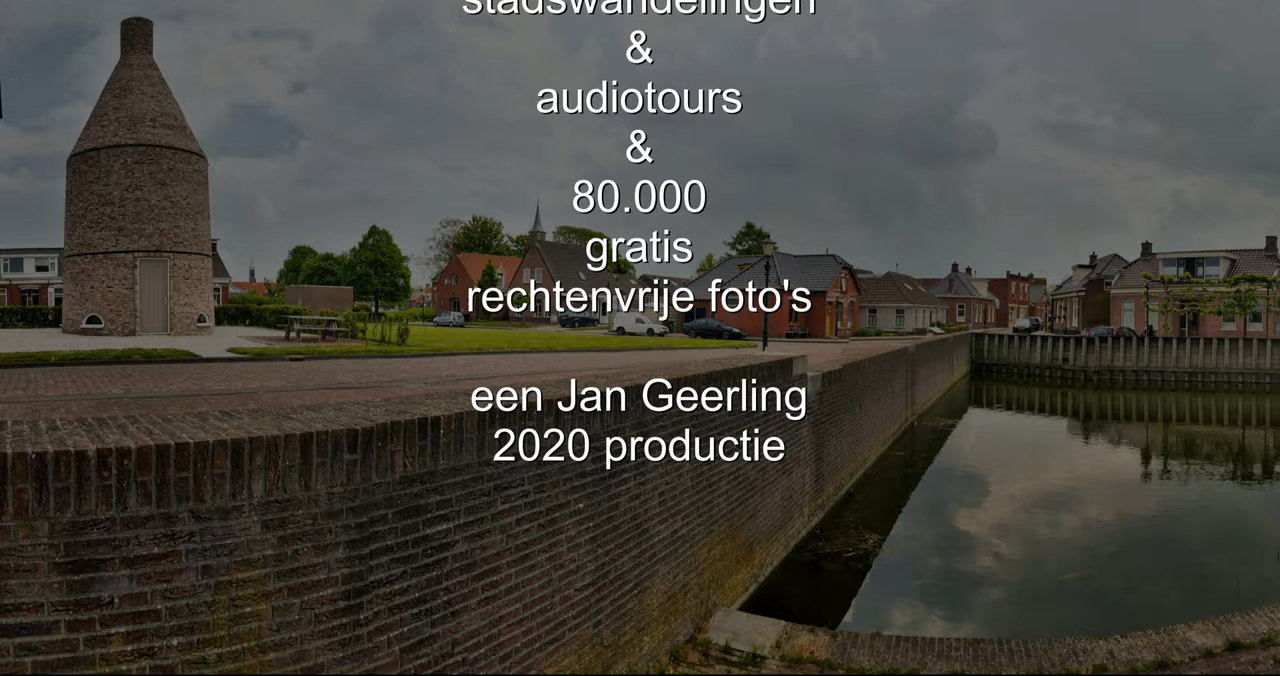 stadswandelingen
&
audiotours
&
80.000
gratis
rechtenvrije foto's
een Jan Geerling
2020 productie